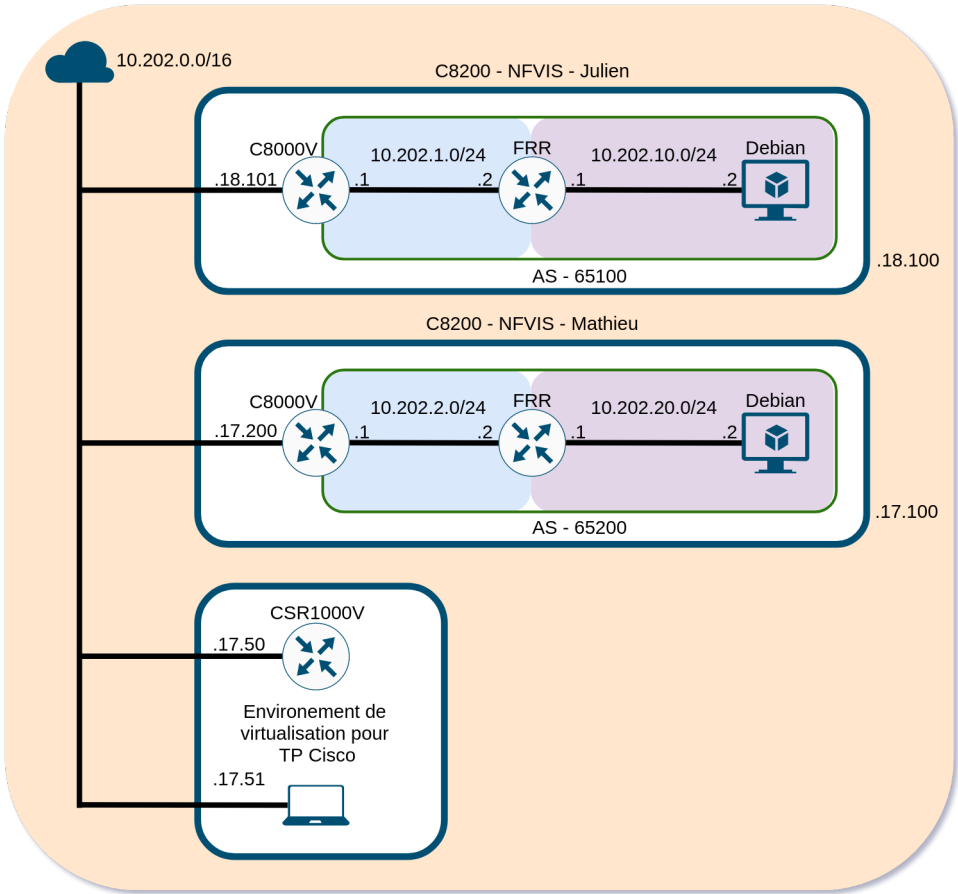 10.202.0.0/16
C8200 - NFVIS - Julien
C8000V
10.202.1.0/24
FRR
10.202.10.0/24
Debian
.18.101
.1
.2
.1
.2
.18.100
AS - 65100
C8200 - NFVIS - Mathieu
C8000V
10.202.2.0/24
FRR
10.202.20.0/24
Debian
.17.200
.1
.2
.1
.2
.17.100
AS - 65200
CSR1000V
.17.50
Environement de
virtualisation pour
TP Cisco
.17.51